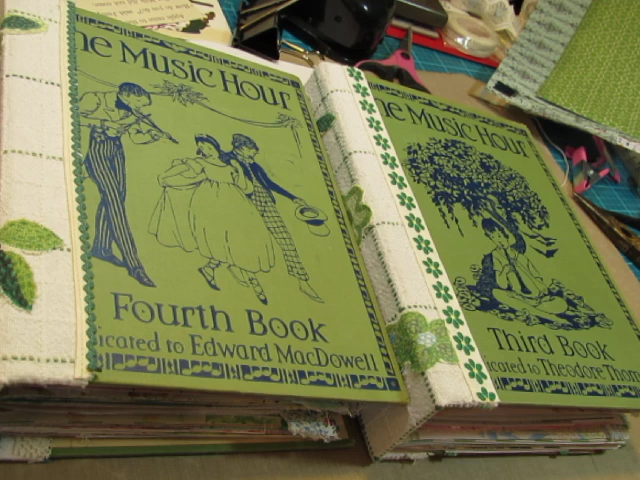 he Music Hour
Fourth Book
icated to Edward MacDowell
he Music Hour
Third Book
icated to Theodore Thom